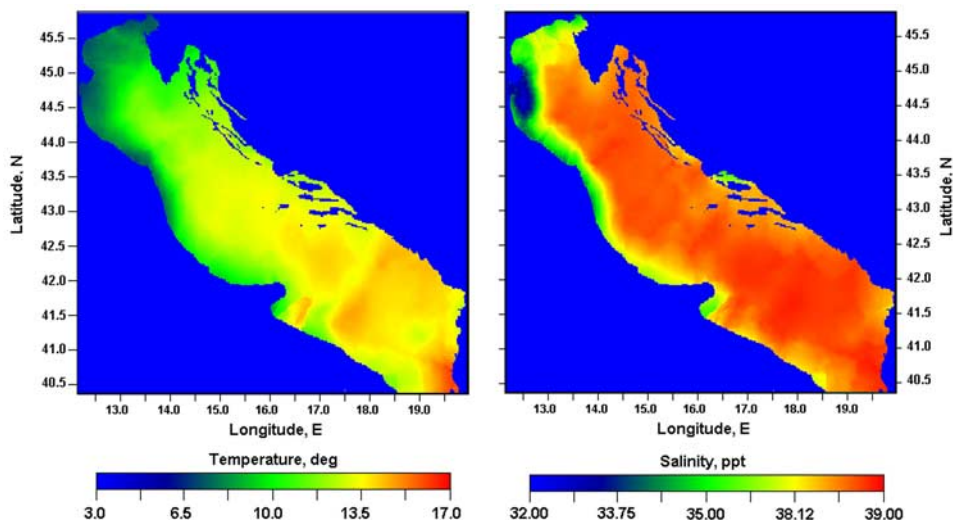 45.5
45.0
44.5
44.0
43.5
43.0
42.5
42.0
41.5
41.0
40.5
Latitude, N
13.0 14.0 15.0 16.0 17.0 18.0 19.0
Longitude, E
Temperature, deg
3.0 6.5 10.0 13.5 17.0
45.5
45.0
44.5
44.0
43.5
43.0
42.5
42.0
41.5
41.0
40.5
Latitude, N
13.0 14.0 15.0 16.0 17.0 18.0 19.0
Longitude, E
Salinity, ppt
32.00 33.75 35.00 38.12 39.00